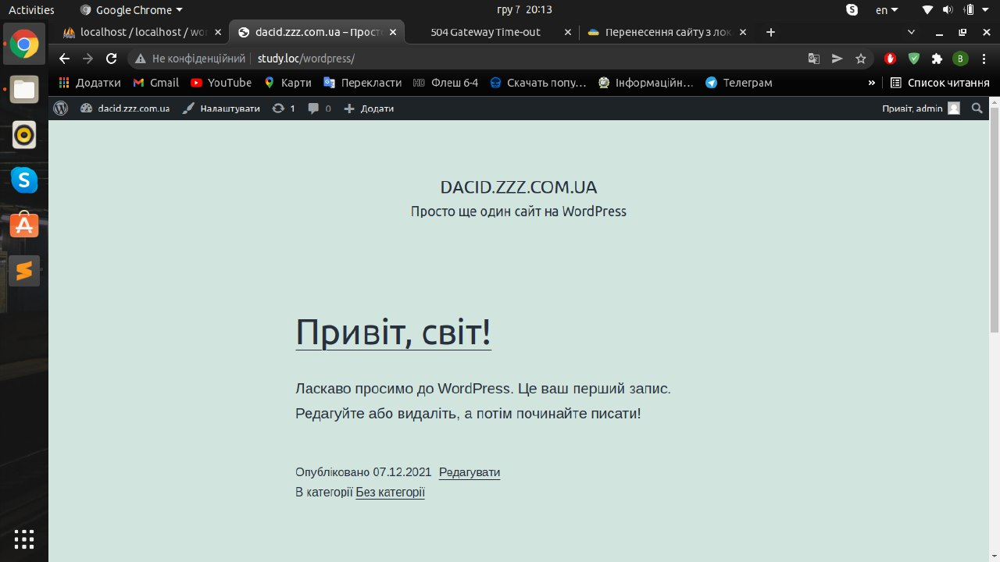 Activities Google Chrome гру 7 20:13 S en
localhost / localhost / wor dacid.zzz.com.ua – Просто 504 Gateway Time-out Перенесення сайту з лок
Не конфіденційний study.loc/wordpress/ B
Додатки Gmail YouTube Карти Перекласти HD Флеш 6-4 Скачать попу… Інформаційн… Телеграм » Список читання
dacid.zzz.com.ua Налаштувати 1 0 Додати Привіт, admin
DACID.ZZZ.COM.UA
Просто ще один сайт на WordPress
Привіт, світ!
Ласкаво просимо до WordPress. Це ваш перший запис.
Редагуйте або видаліть, а потім починайте писати!
Опубліковано 07.12.2021 Редагувати
В категорії Без категорії